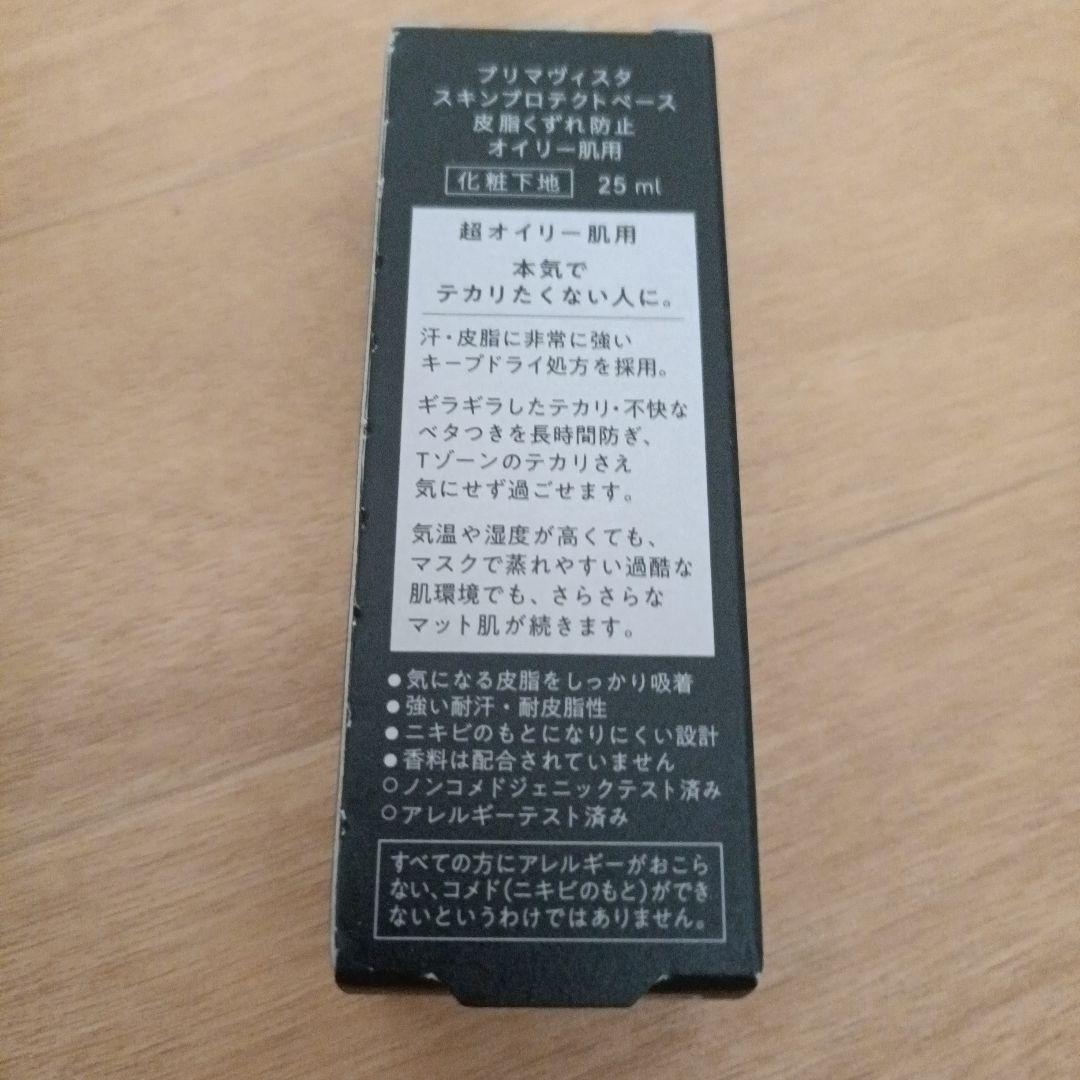 プリマヴィスタ
スキンプロテクトベース
皮脂くずれ防止
オイリー肌用
化粧下地 25 ml
超オイリー肌用
本気で
テカリたくない人に。
汗・皮脂に非常に強い
キープドライ処方を採用。
ギラギラしたテカリ・不快な
ベタつきを長時間防ぎ、
Tゾーンのテカリさえ
気にせず過ごせます。
気温や湿度が高くても、
マスクで蒸れやすい過酷な
肌環境でも、さらさらな
マット肌が続きます。
●気になる皮脂をしっかり吸着
●強い耐汗・耐皮脂性
●ニキビのもとになりにくい設計
●香料は配合されていません
○ノンコメドジェニックテスト済み
○アレルギーテスト済み
すべての方にアレルギーがおこら
ない、コメド(ニキビのもと)ができ
ないというわけではありません。